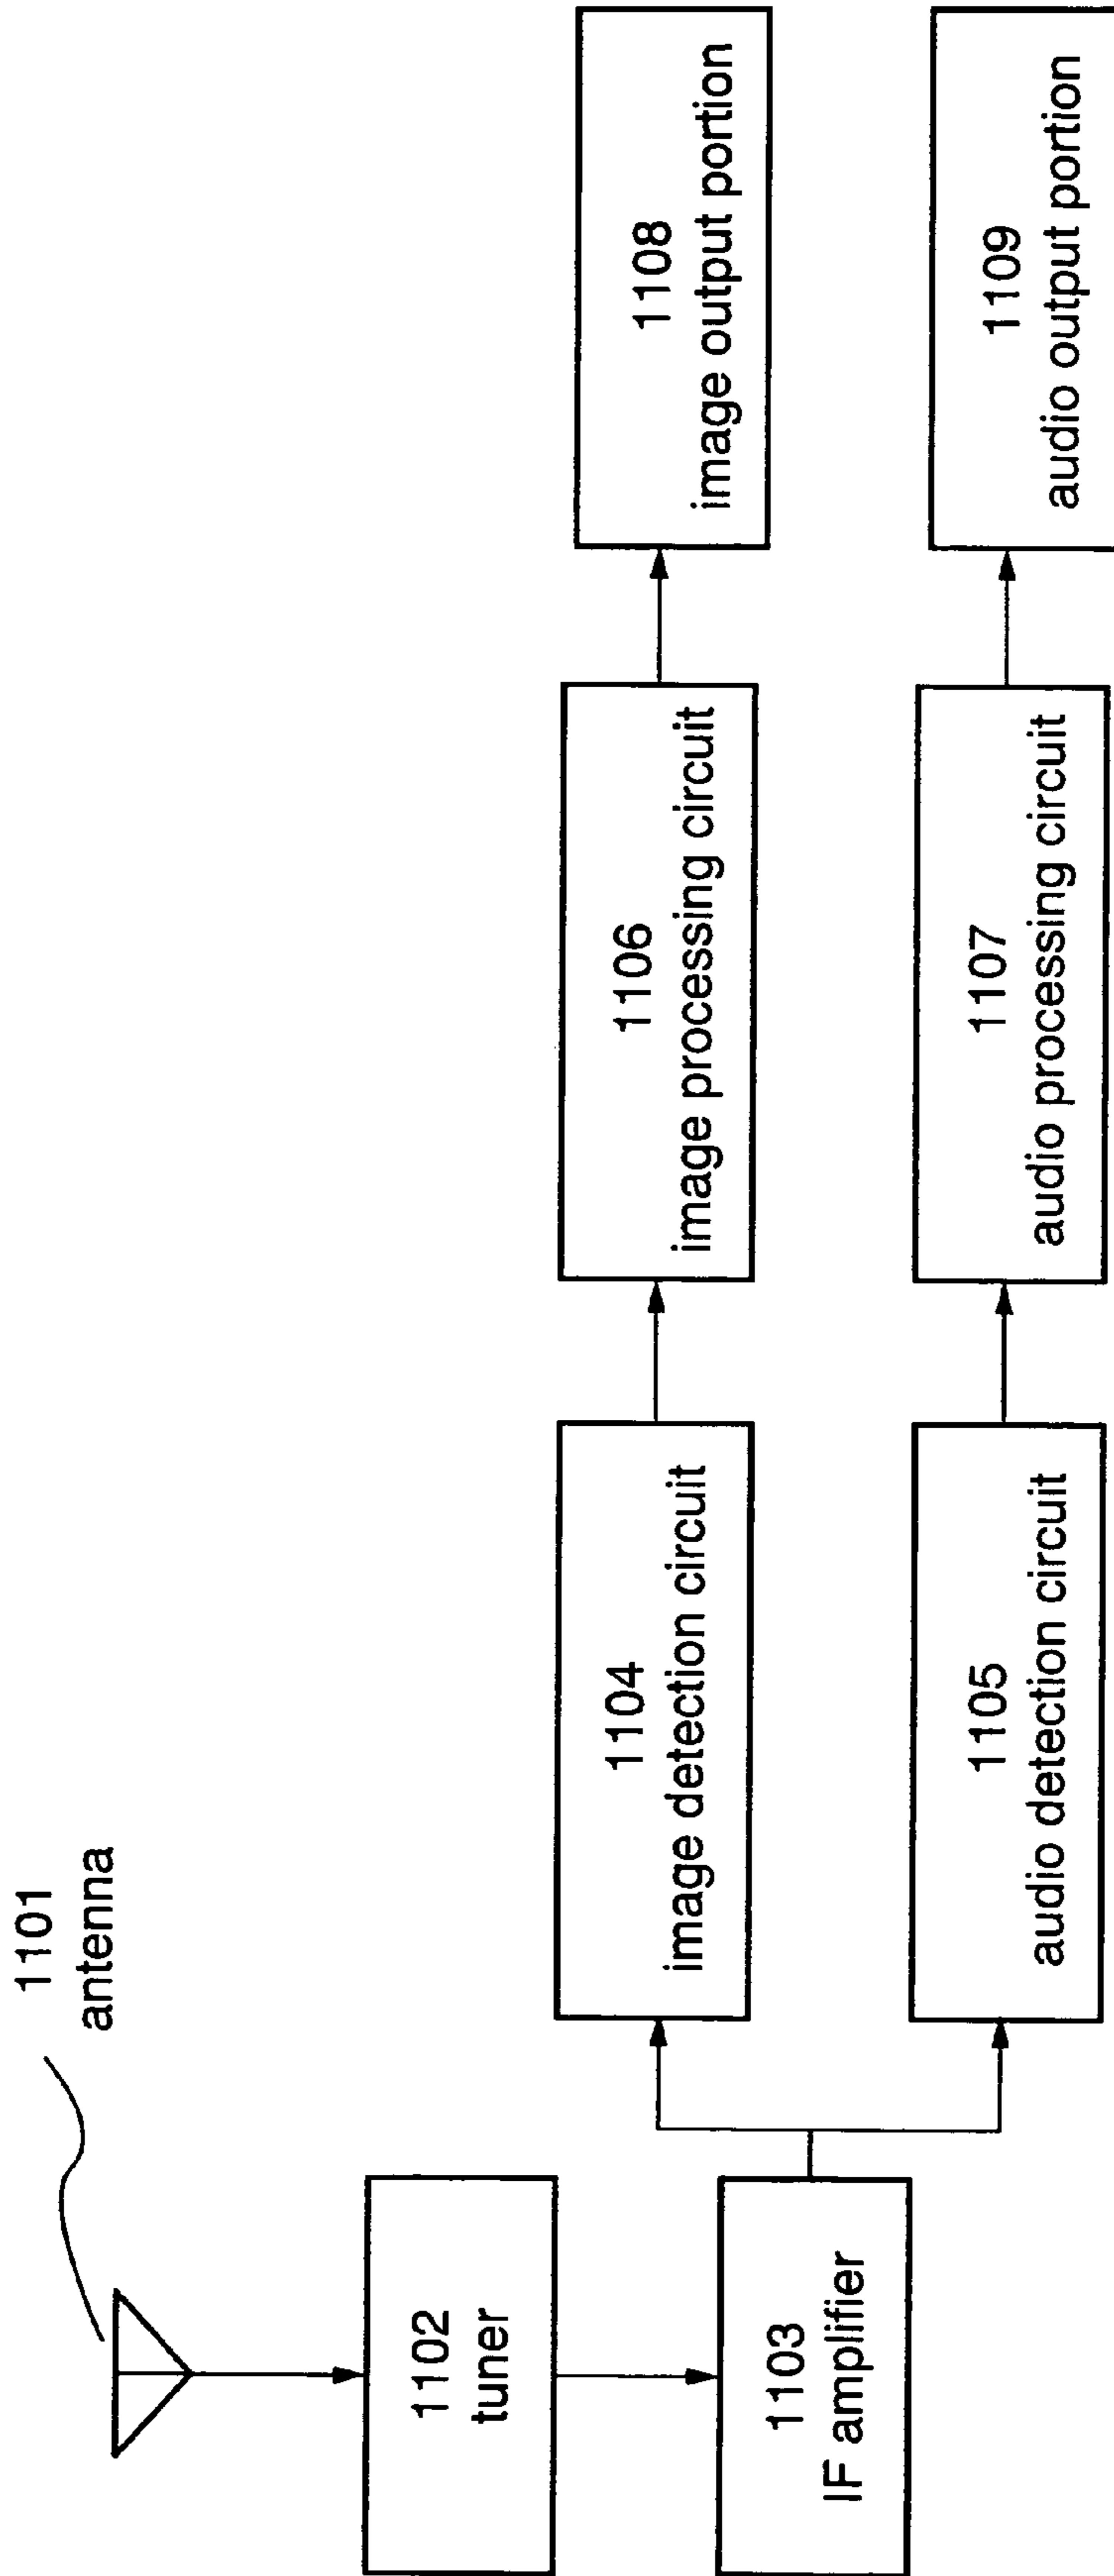 1101
antenna
1102
tuner
1103
IF amplifier
1104
image detection circuit
1106
image processing circuit
1108
image output portion
1105
audio detection circuit
1107
audio processing circuit
1109
audio output portion